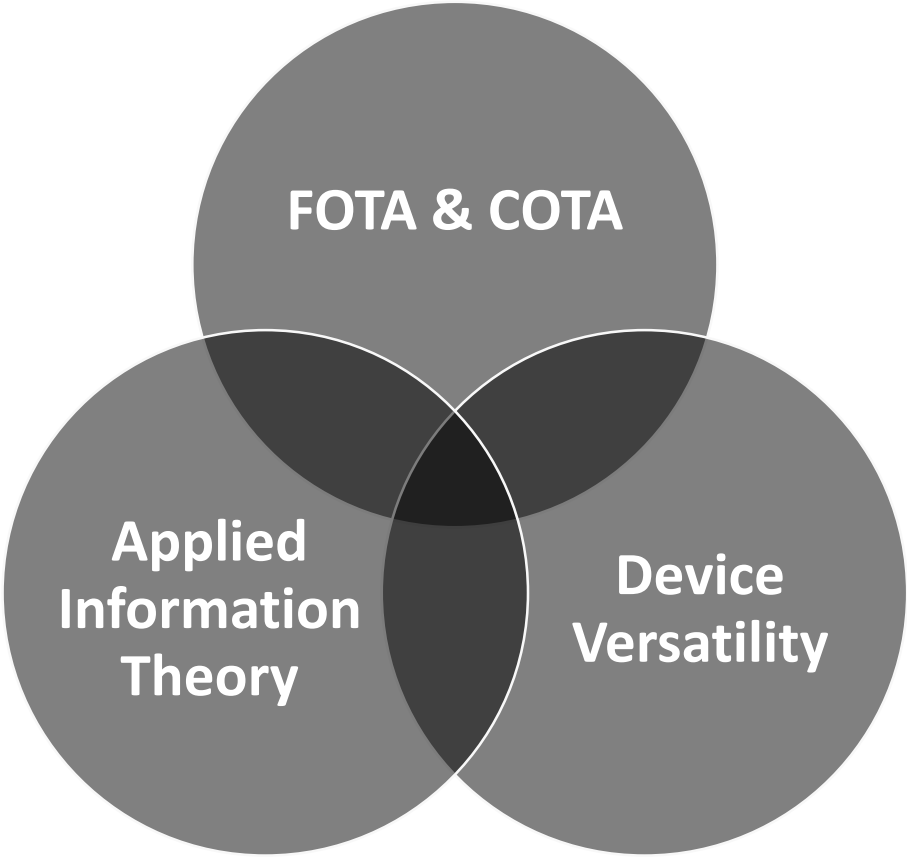 FOTA & COTA
Applied
Information
Theory
Device
Versatility